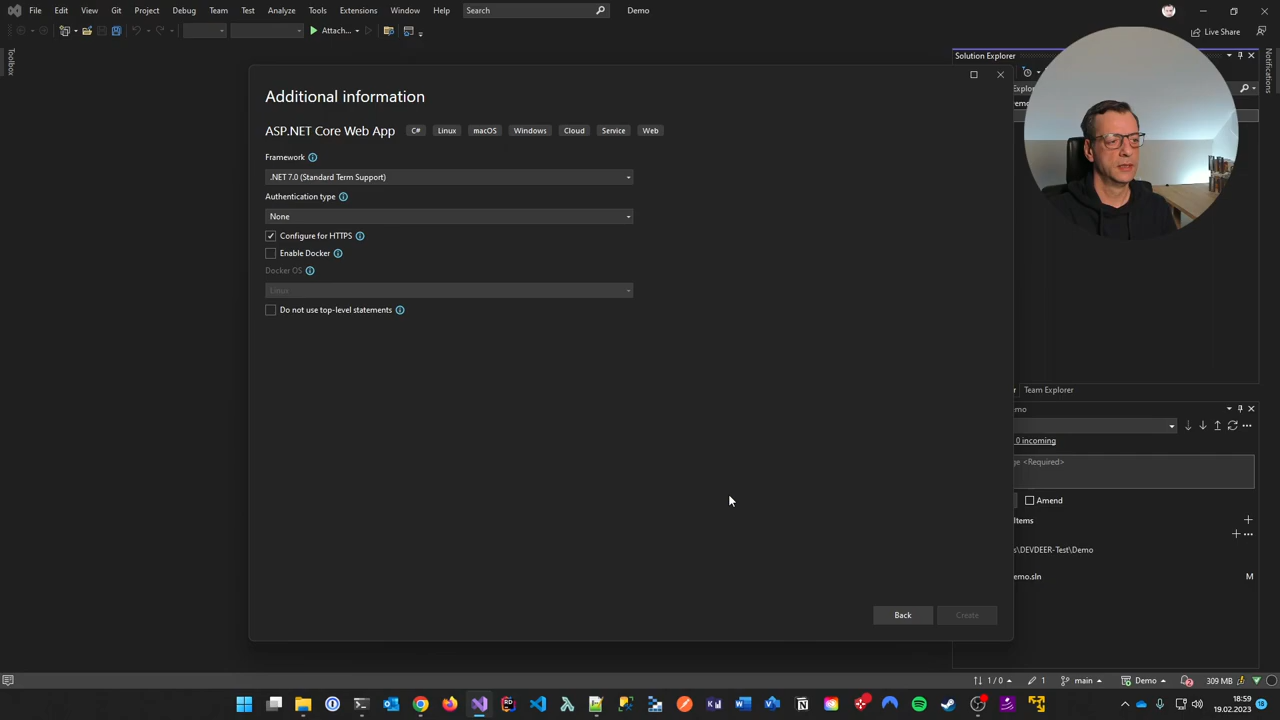 File Edit View Git Project Debug Team Test Analyze Tools Extensions Window Help Search Demo
Attach...
Live Share
Toolbox
Solution Explorer
Notifications
Additional information
ASP.NET Core Web App C# Linux macOS Windows Cloud Service Web
Framework
.NET 7.0 (Standard Term Support)
Authentication type
None
Configure for HTTPS
Enable Docker
Docker OS
Linux
Do not use top-level statements
Team Explorer
0 incoming
<Required>
Amend
Items
\DEVDEER-Test\Demo
emo.sln M
Back Create
1 / 0 1 main Demo 309 MB
18:59
19.02.2023